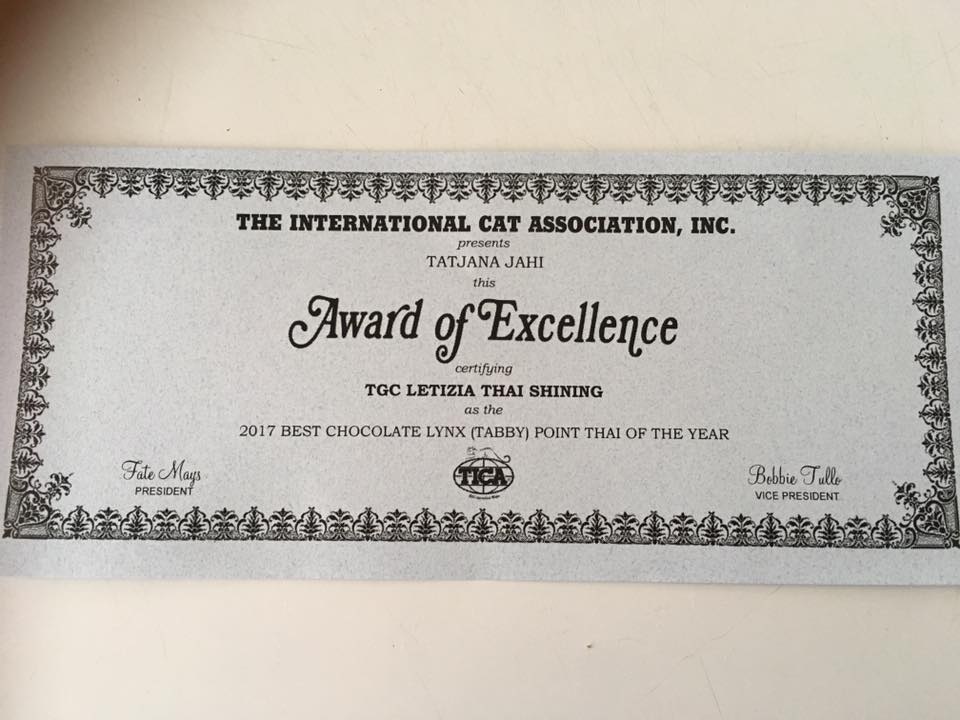 THE INTERNATIONAL CAT ASSOCIATION, INC.
presents
TATJANA JAHI
this
Award of Excellence
certifying
TGC LETIZIA THAI SHINING
as the
2017 BEST CHOCOLATE LYNX (TABBY) POINT THAI OF THE YEAR
Fate Mays
PRESIDENT
TICA
Bobbie Tullo
VICE PRESIDENT